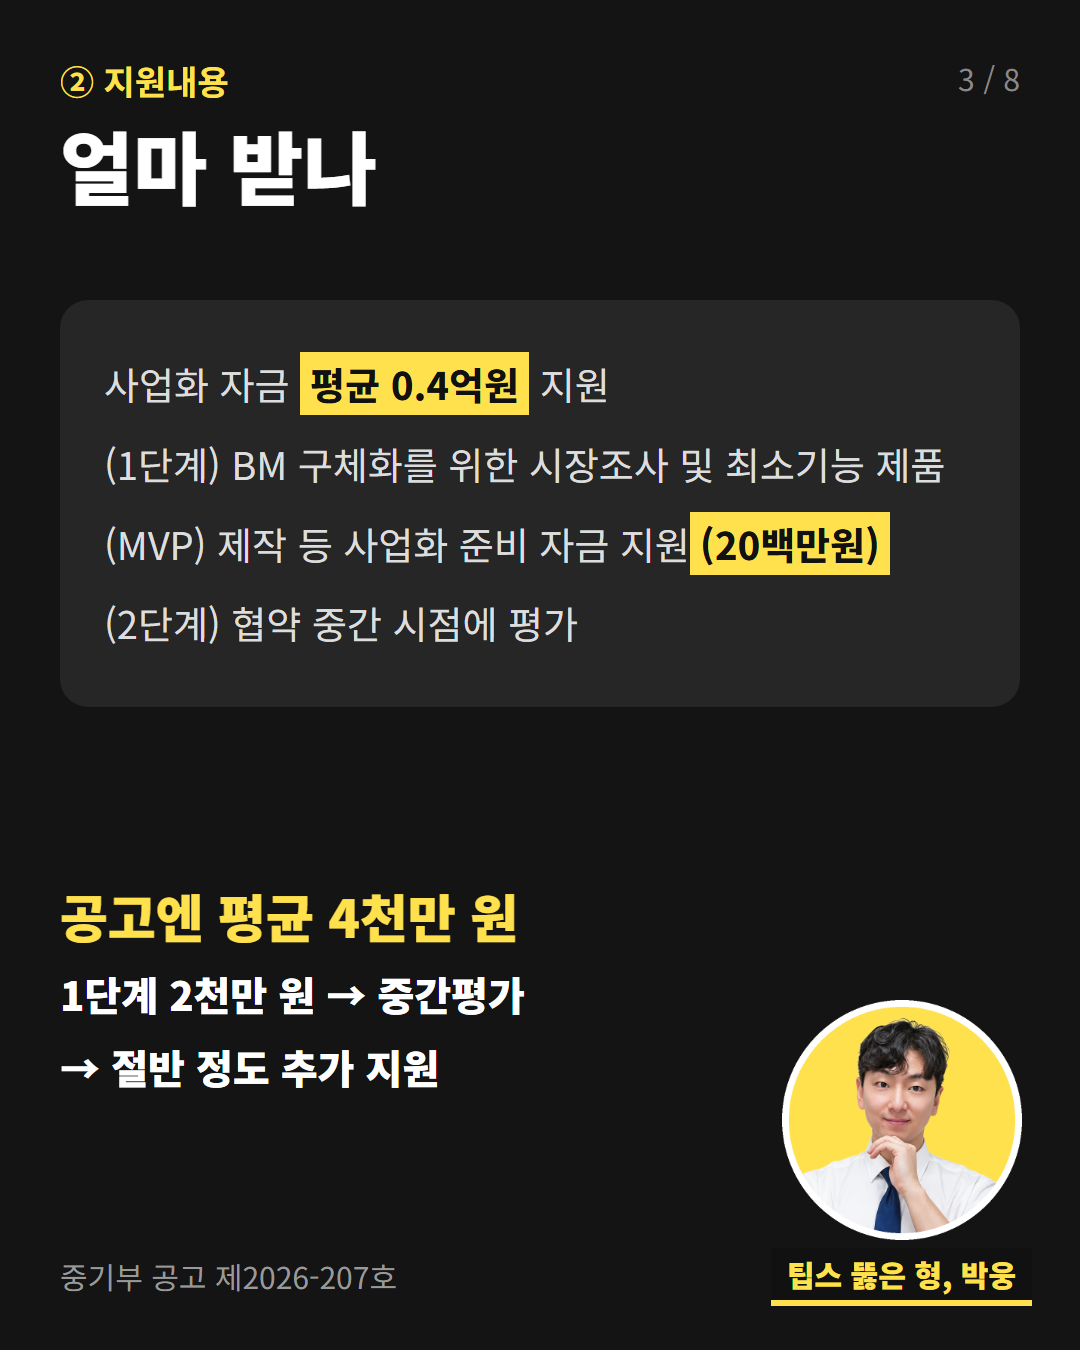 ② 지원내용
3 / 8
얼마 받나
사업화 자금 평균 0.4억원 지원
(1단계) BM 구체화를 위한 시장조사 및 최소기능 제품
(MVP) 제작 등 사업화 준비 자금 지원(20백만원)
(2단계) 협약 중간 시점에 평가
공고엔 평균 4천만 원
1단계 2천만 원 → 중간평가
→ 절반 정도 추가 지원
중기부 공고 제2026-207호
팁스 뚫은 형, 박웅